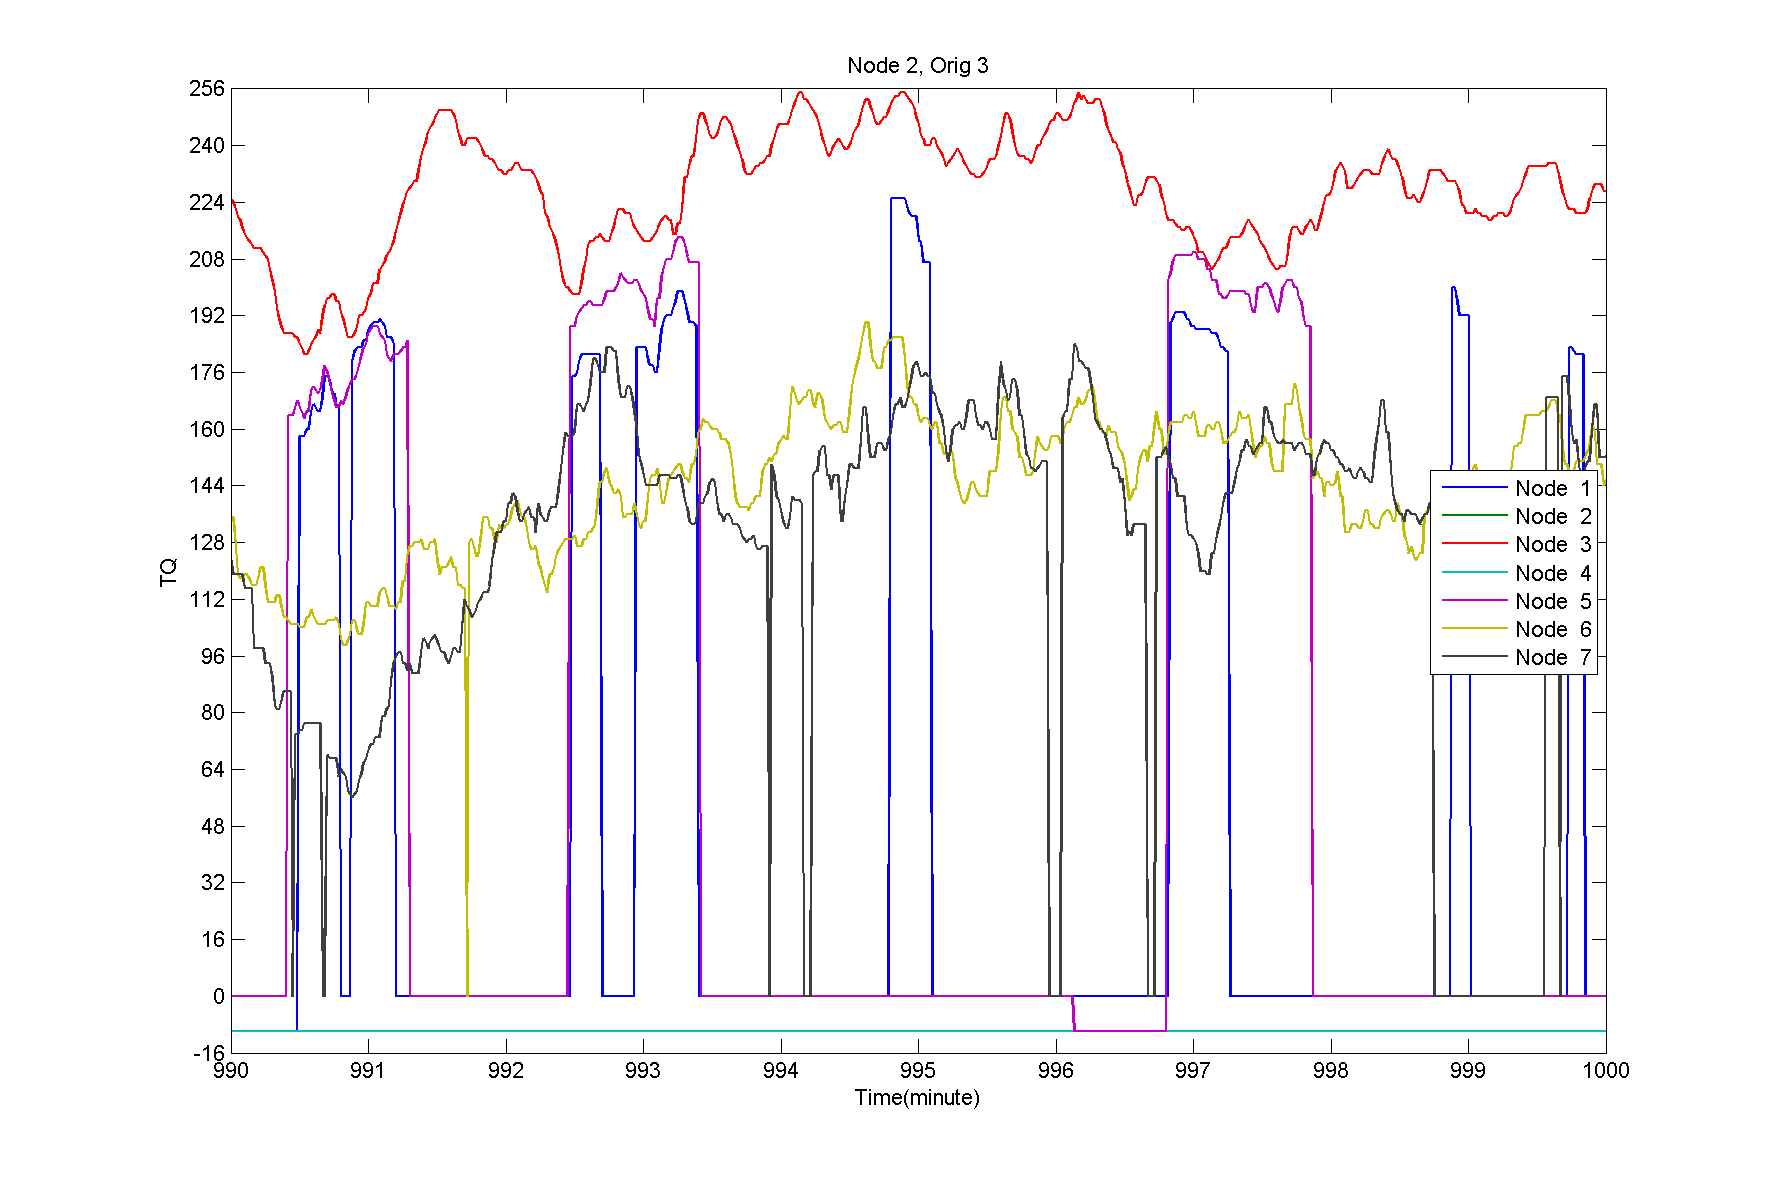 Node 2, Orig 3
256
240
224
208
192
176
160
144
128
112
96
80
64
48
32
16
0
-16
TQ
990 991 992 993 994 995 996 997 998 999 1000
Time(minute)
Node 1
Node 2
Node 3
Node 4
Node 5
Node 6
Node 7